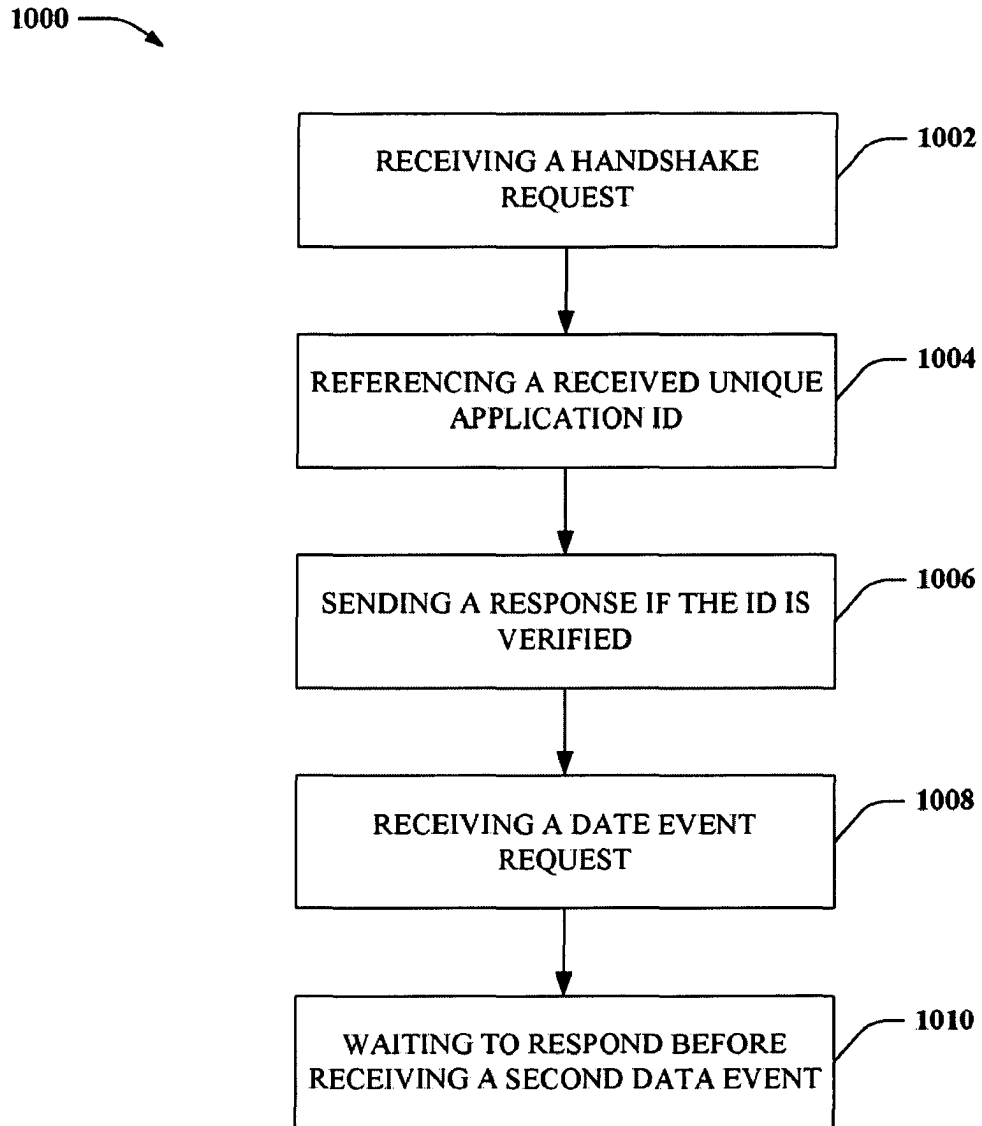 1000
RECEIVING A HANDSHAKE
REQUEST
1002
REFERENCING A RECEIVED UNIQUE
APPLICATION ID
1004
SENDING A RESPONSE IF THE ID IS
VERIFIED
1006
RECEIVING A DATE EVENT
REQUEST
1008
WAITING TO RESPOND BEFORE
RECEIVING A SECOND DATA EVENT
1010